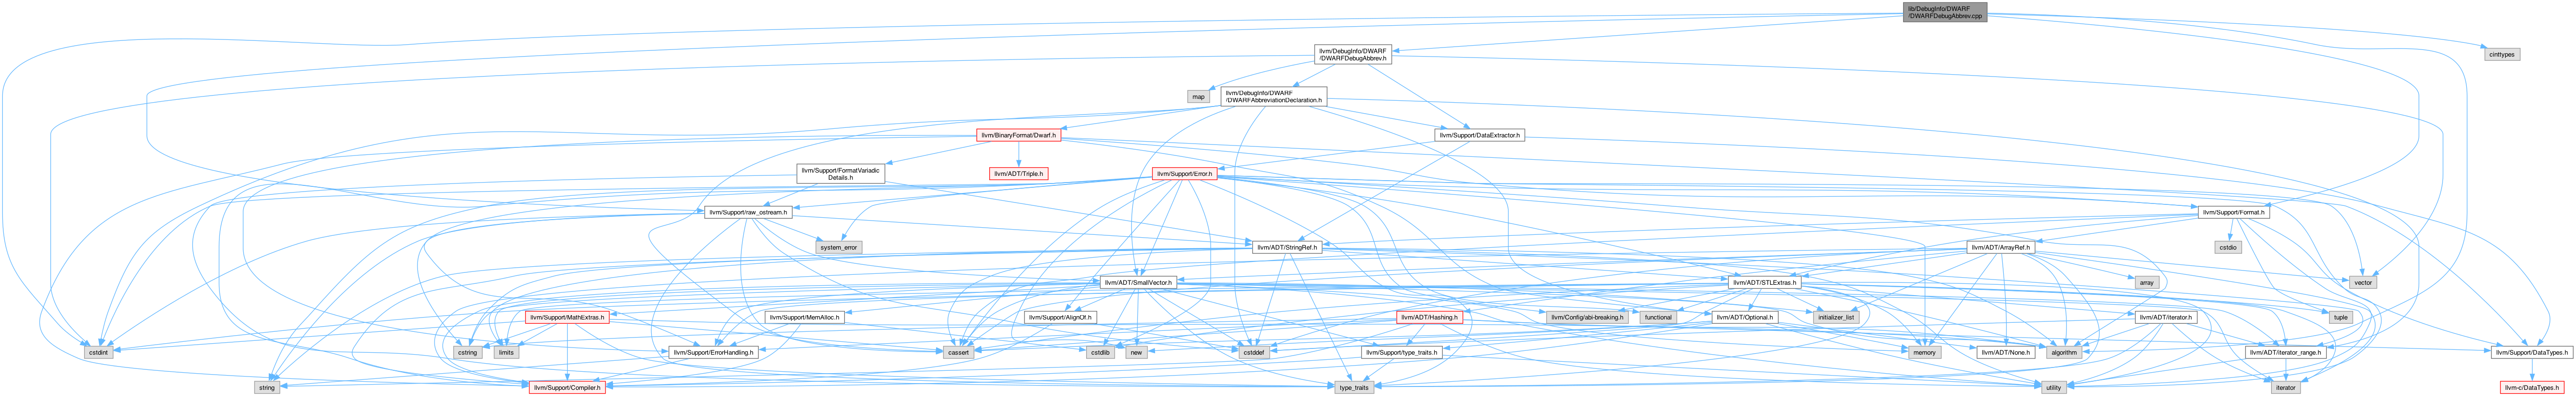 lib/DebugInfo/DWARF
/DWARFDebugAbbrev.cpp
llvm/DebugInfo/DWARF
/DWARFDebugAbbrev.h
cinttypes
map
llvm/DebugInfo/DWARF
/DWARFAbbreviationDeclaration.h
llvm/BinaryFormat/Dwarf.h
llvm/Support/DataExtractor.h
llvm/Support/FormatVariadic
Details.h
llvm/ADT/Triple.h
llvm/Support/Error.h
llvm/Support/raw_ostream.h
llvm/Support/Format.h
system_error
llvm/ADT/StringRef.h
cstdio
llvm/ADT/ArrayRef.h
llvm/ADT/SmallVector.h
llvm/ADT/STLExtras.h
array
vector
llvm/Support/MathExtras.h
llvm/Support/MemAlloc.h
llvm/Support/AlignOf.h
llvm/ADT/Hashing.h
llvm/Config/abi-breaking.h
functional
llvm/ADT/Optional.h
initializer_list
llvm/ADT/iterator.h
tuple
cstdint
cstring
limits
llvm/Support/ErrorHandling.h
cstdlib
new
cassert
cstddef
llvm/Support/type_traits.h
memory
llvm/ADT/None.h
algorithm
llvm/ADT/iterator_range.h
llvm/Support/DataTypes.h
string
llvm/Support/Compiler.h
type_traits
utility
iterator
llvm-c/DataTypes.h